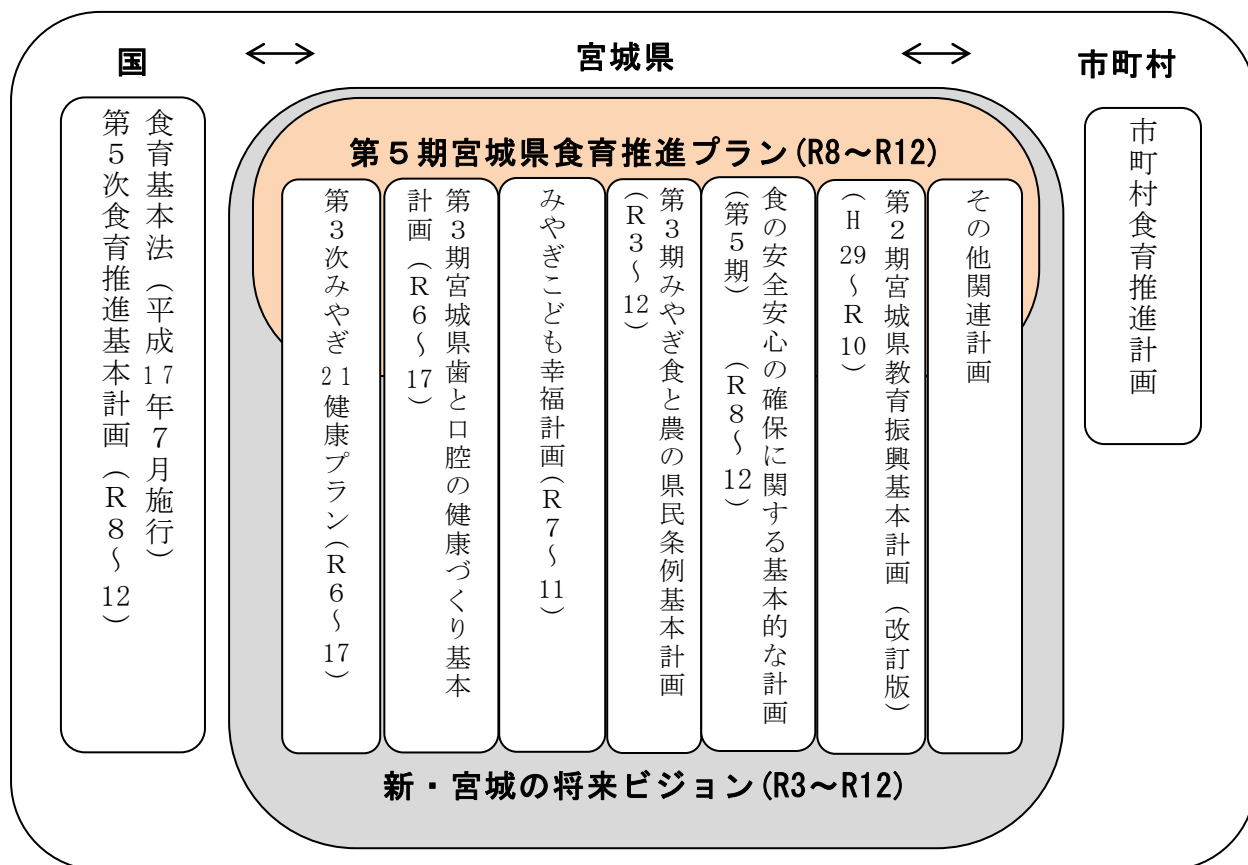 国
⟷
宮城県
⟷
市町村
食育基本法（平成17年７月施行）
第５次食育推進基本計画（Ｒ８～12）
第５期宮城県食育推進プラン(R8～R12)
第３次みやぎ21健康プラン（Ｒ６～17）
第３期宮城県歯と口腔の健康づくり基本
計画（Ｒ６～17）
みやぎこども幸福計画（Ｒ７～11）
第３期みやぎ食と農の県民条例基本計画
（Ｒ３～12）
食の安全安心の確保に関する基本的な計画
（第５期）　（Ｒ８～12）
第２期宮城県教育振興基本計画（改訂版）
（Ｈ29～Ｒ10）
その他関連計画
新・宮城の将来ビジョン(R3～R12)
市町村食育推進計画